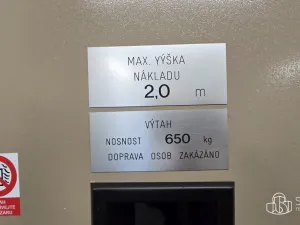 MAX. VÝŠKA
NÁKLADU
2,0 m
VÝTAH
NOSNOST 650 kg
DOPRAVA OSOB ZAKÁZÁNO